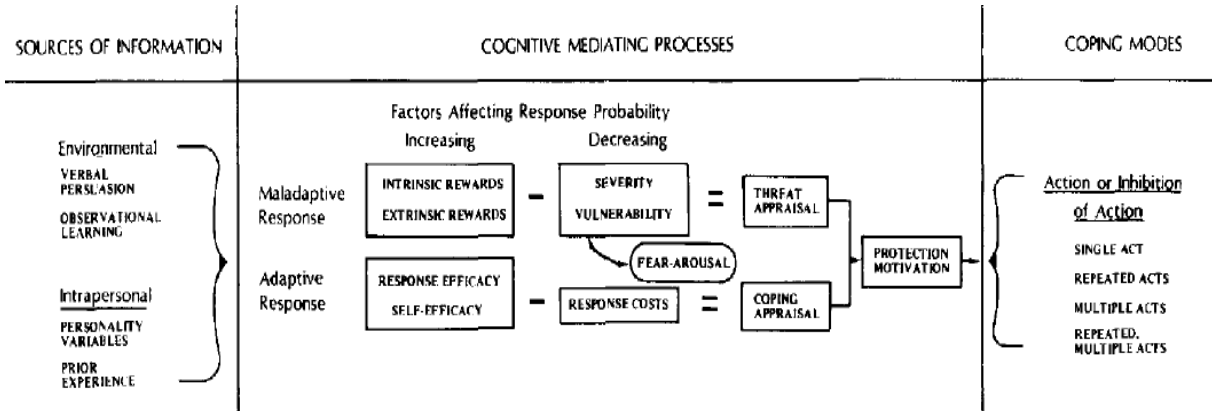 SOURCES OF INFORMATION
COGNITIVE MEDIATING PROCESSES
COPING MODES
Factors Affecting Response Probability
Increasing
Decreasing
Environmental
VERBAL
PERSUASION
OBSERVATIONAL
LEARNING
Intrapersonal
PERSONALITY
VARIABLES
PRIOR
EXPERIENCE
Maladaptive
Response
INTRINSIC REWARDS
EXTRINSIC REWARDS
–
SEVERITY
VULNERABILITY
=
THREAT
APPRAISAL
FEAR-AROUSAL
Adaptive
Response
RESPONSE EFFICACY
SELF-EFFICACY
–
RESPONSE COSTS
=
COPING
APPRAISAL
PROTECTION
MOTIVATION
Action or Inhibition
of Action
SINGLE ACT
REPEATED ACTS
MULTIPLE ACTS
REPEATED,
MULTIPLE ACTS